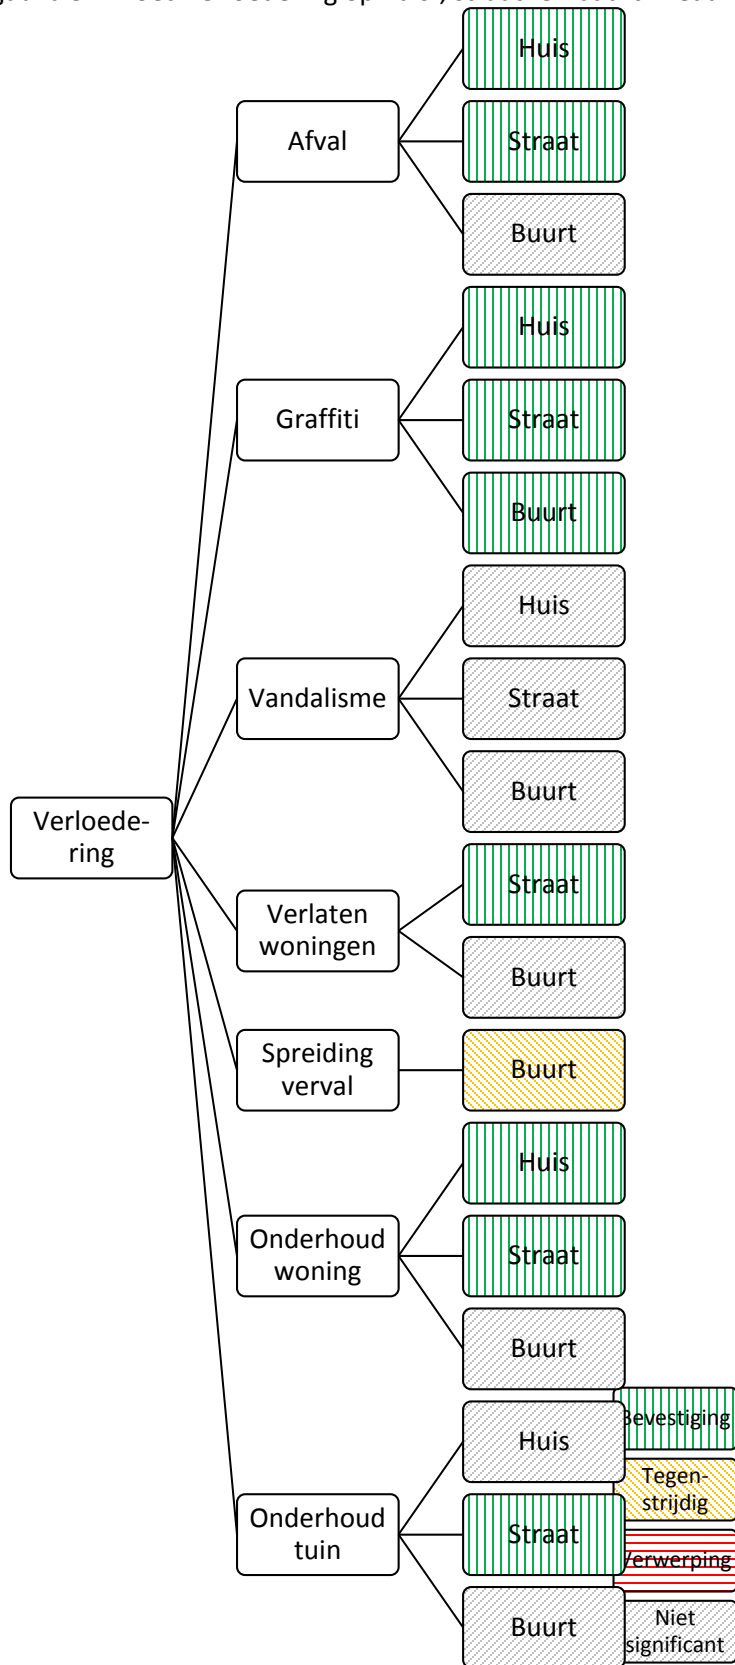 Huis
Afval
Straat
Buurt
Huis
Graffiti
Straat
Buurt
Huis
Vandalisme
Straat
Buurt
Verloede-
ring
Straat
Verlaten
woningen
Buurt
Spreiding
verval
Buurt
Huis
Onderhoud
woning
Straat
Buurt
Bevestiging
Huis
Tegen-
strijdig
Onderhoud
tuin
Straat
Verwerping
Buurt
Niet
significant